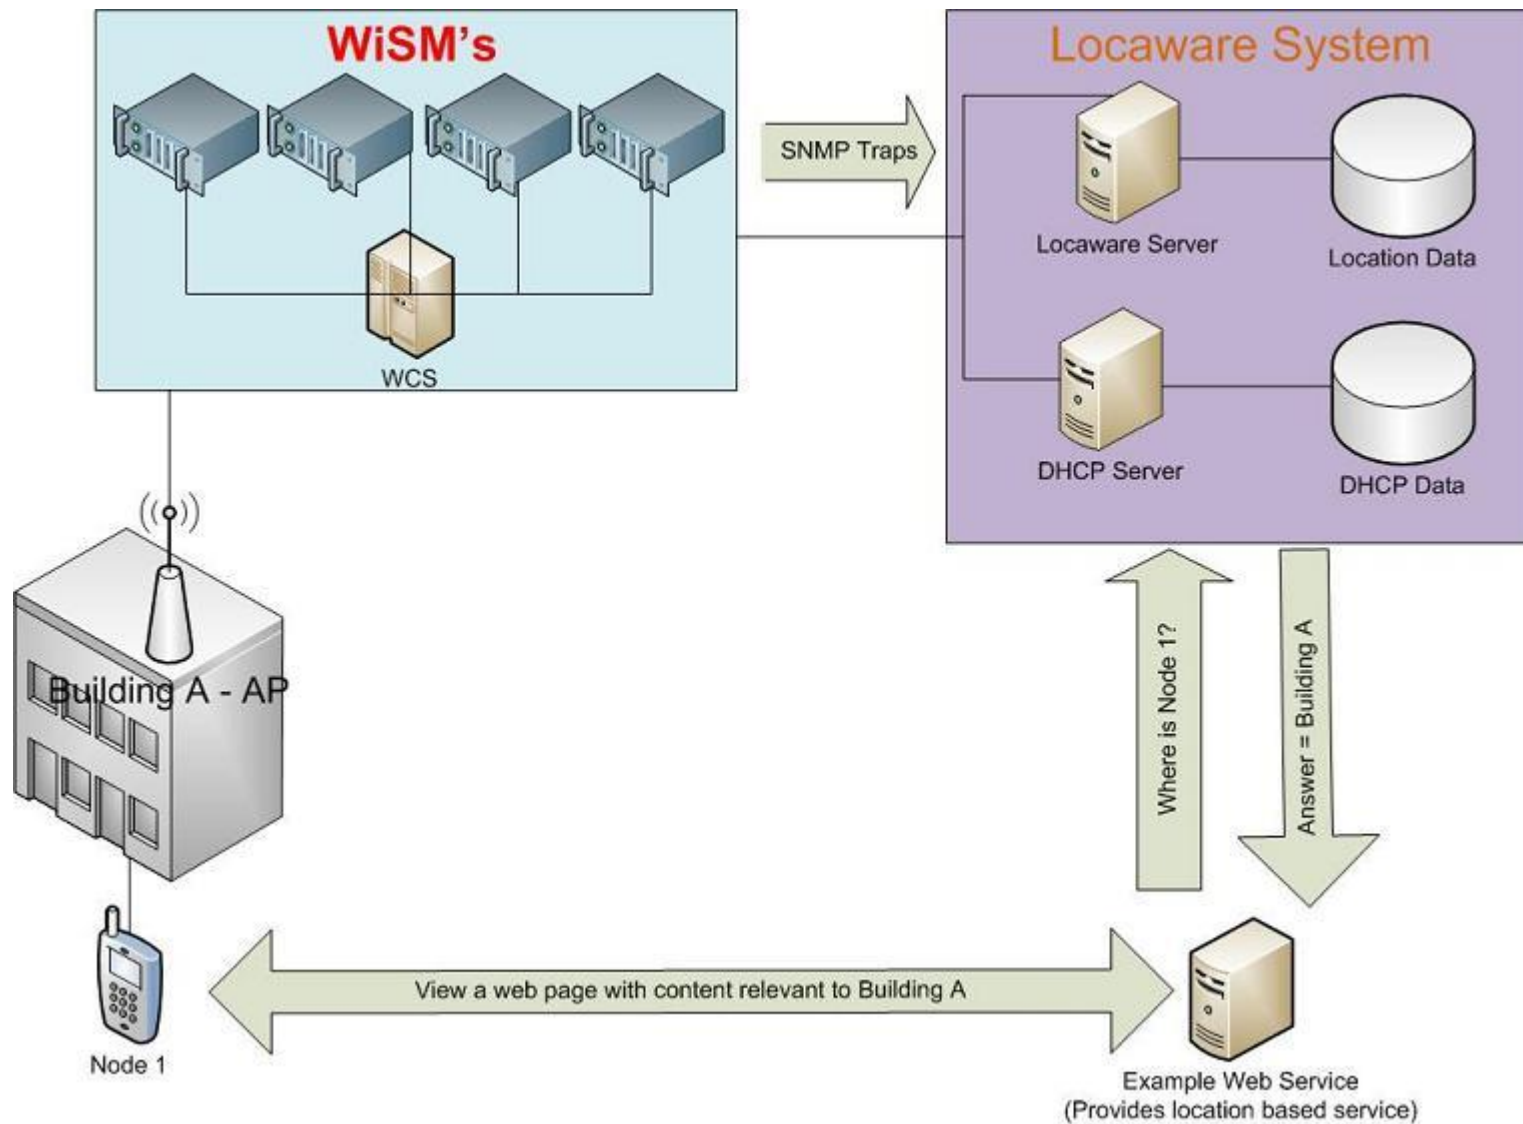 WiSM's
Locaware System
SNMP Traps
Locaware Server
Location Data
WCS
DHCP Server
DHCP Data
Where is Node 1?
Answer = Building A
Building A - AP
View a web page with content relevant to Building A
Node 1
Example Web Service
(Provides location based service)